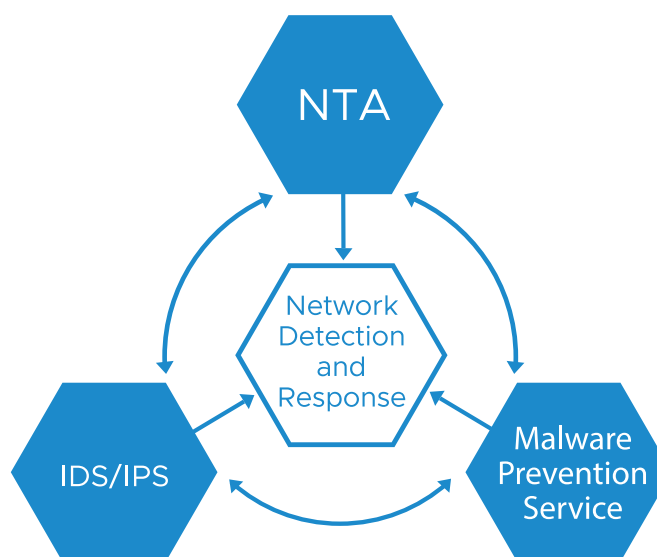 NTA
Network
Detection
and
Response
IDS/IPS
Malware
Prevention
Service